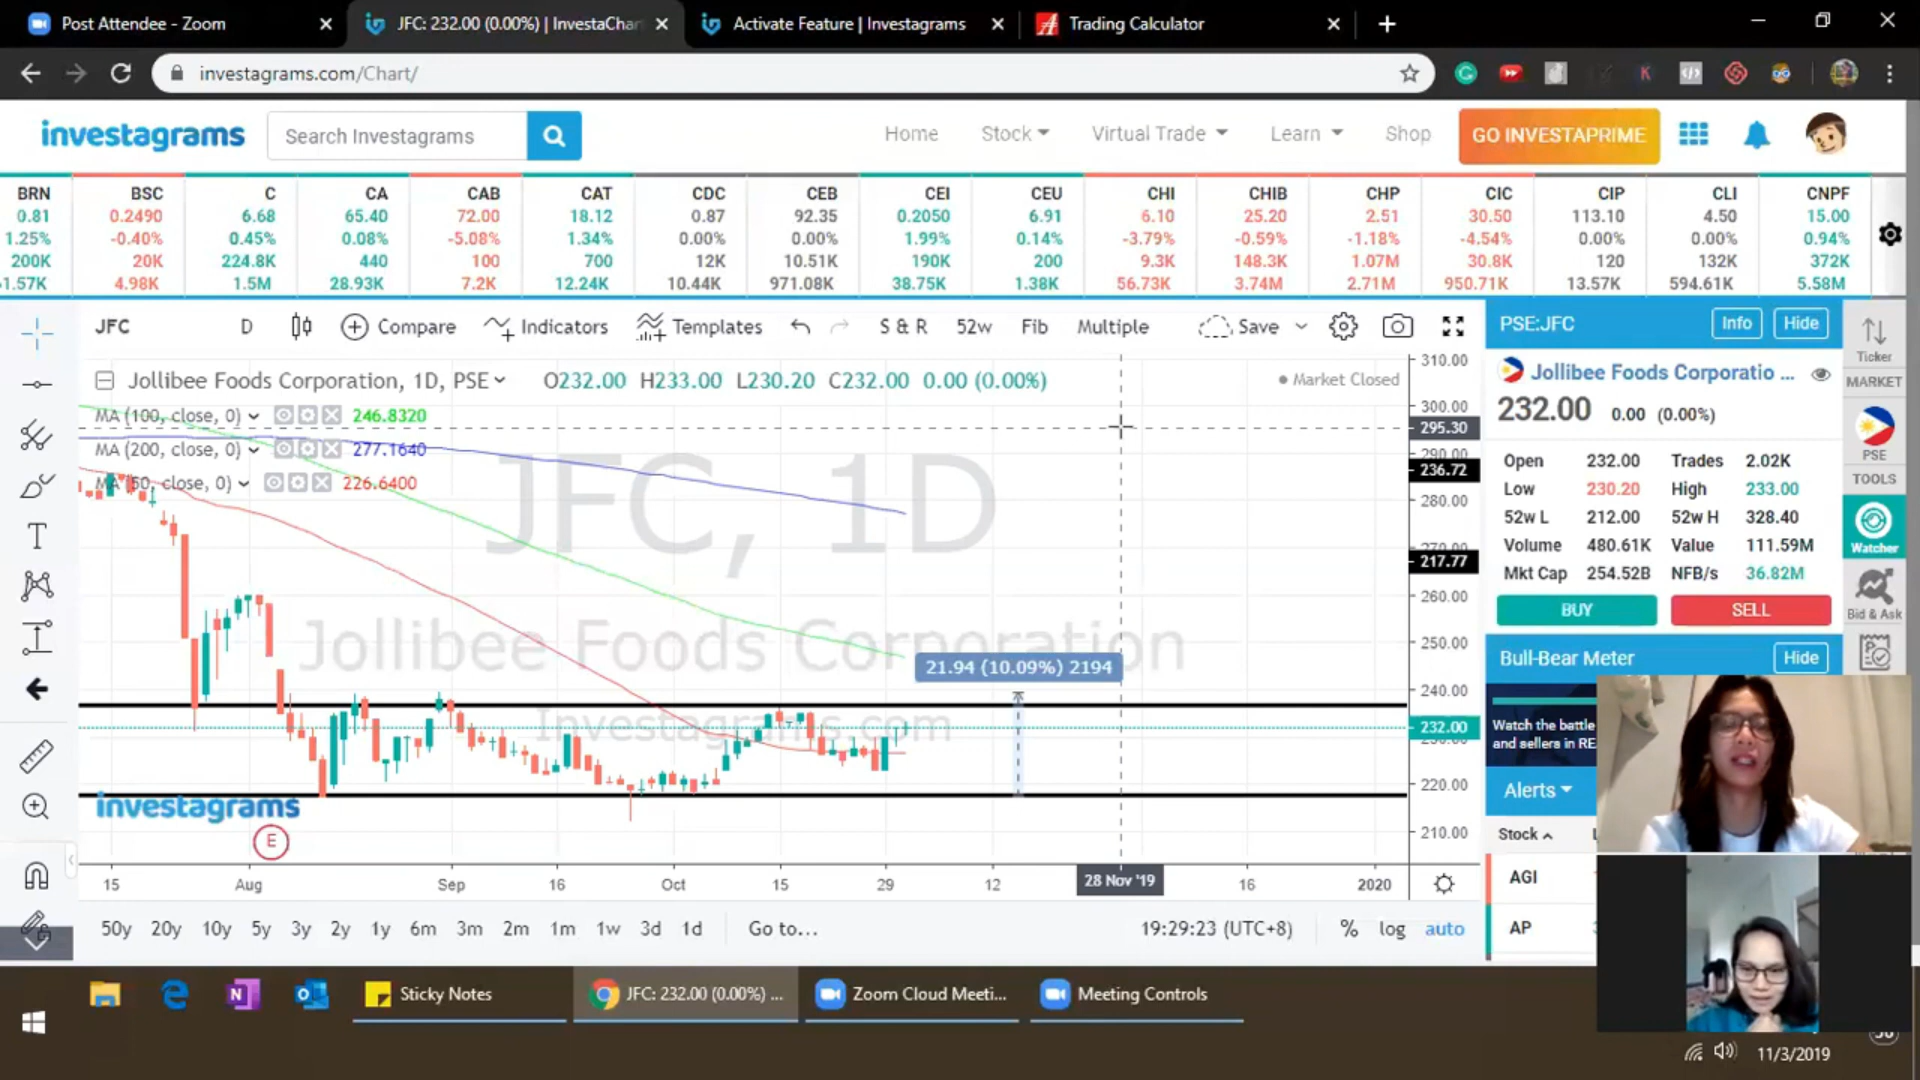 Post Attendee - Zoom
JFC: 232.00 (0.00%) | InvestaChar
Activate Feature | Investagrams
Trading Calculator
investagrams.com/Chart/
investagrams
Search Investagrams
Home
Stock
Virtual Trade
Learn
Shop
GO INVESTAPRIME
BRN BSC C CA CAB CAT CDC CEB CEI CEU CHI CHIB CHP CIC CIP CLI CNPF
0.81 0.2490 6.68 65.40 72.00 18.12 0.87 92.35 0.2050 6.91 6.10 25.20 2.51 30.50 113.10 4.50 15.00
1.25% -0.40% 0.45% 0.08% -5.08% 1.34% 0.00% 0.00% 1.99% 0.14% -3.79% -0.59% -1.18% -4.54% 0.00% 0.00% 0.94%
200K 20K 224.8K 440 100 700 12K 10.51K 190K 200 9.3K 148.3K 1.07M 30.8K 120 132K 372K
1.57K 4.98K 1.5M 28.93K 7.2K 12.24K 10.44K 971.08K 38.75K 1.38K 56.73K 3.74M 2.71M 950.71K 13.57K 594.61K 5.58M
JFC D Compare Indicators Templates S & R 52w Fib Multiple Save
Jollibee Foods Corporation, 1D, PSE O232.00 H233.00 L230.20 C232.00 0.00 (0.00%)
Market Closed
MA (100, close, 0) 246.8320
MA (200, close, 0) 277.1640
MA (50, close, 0) 226.6400
JFC, 1D
Jollibee Foods Corporation
Investagrams.com
21.94 (10.09%) 2194
investagrams
E
310.00
300.00
295.30
290.00
236.72
280.00
270.00
217.77
260.00
250.00
240.00
232.00
230.00
220.00
210.00
15 Aug Sep 16 Oct 15 29 12 28 Nov '19 16 2020
50y 20y 10y 5y 3y 2y 1y 6m 3m 2m 1m 1w 3d 1d Go to...
19:29:23 (UTC+8) % log auto
PSE:JFC
Info
Hide
Jollibee Foods Corporatio ...
232.00 0.00 (0.00%)
Open 232.00 Trades 2.02K
Low 230.20 High 233.00
52w L 212.00 52w H 328.40
Volume 480.61K Value 111.59M
Mkt Cap 254.52B NFB/s 36.82M
BUY
SELL
Bull-Bear Meter
Hide
Watch the battle
and sellers in RE
Alerts
Stock
AGI
AP
Ticker
MARKET
PSE
TOOLS
Watcher
Bid & Ask
Sticky Notes
JFC: 232.00 (0.00%) ...
Zoom Cloud Meeti...
Meeting Controls
11/3/2019